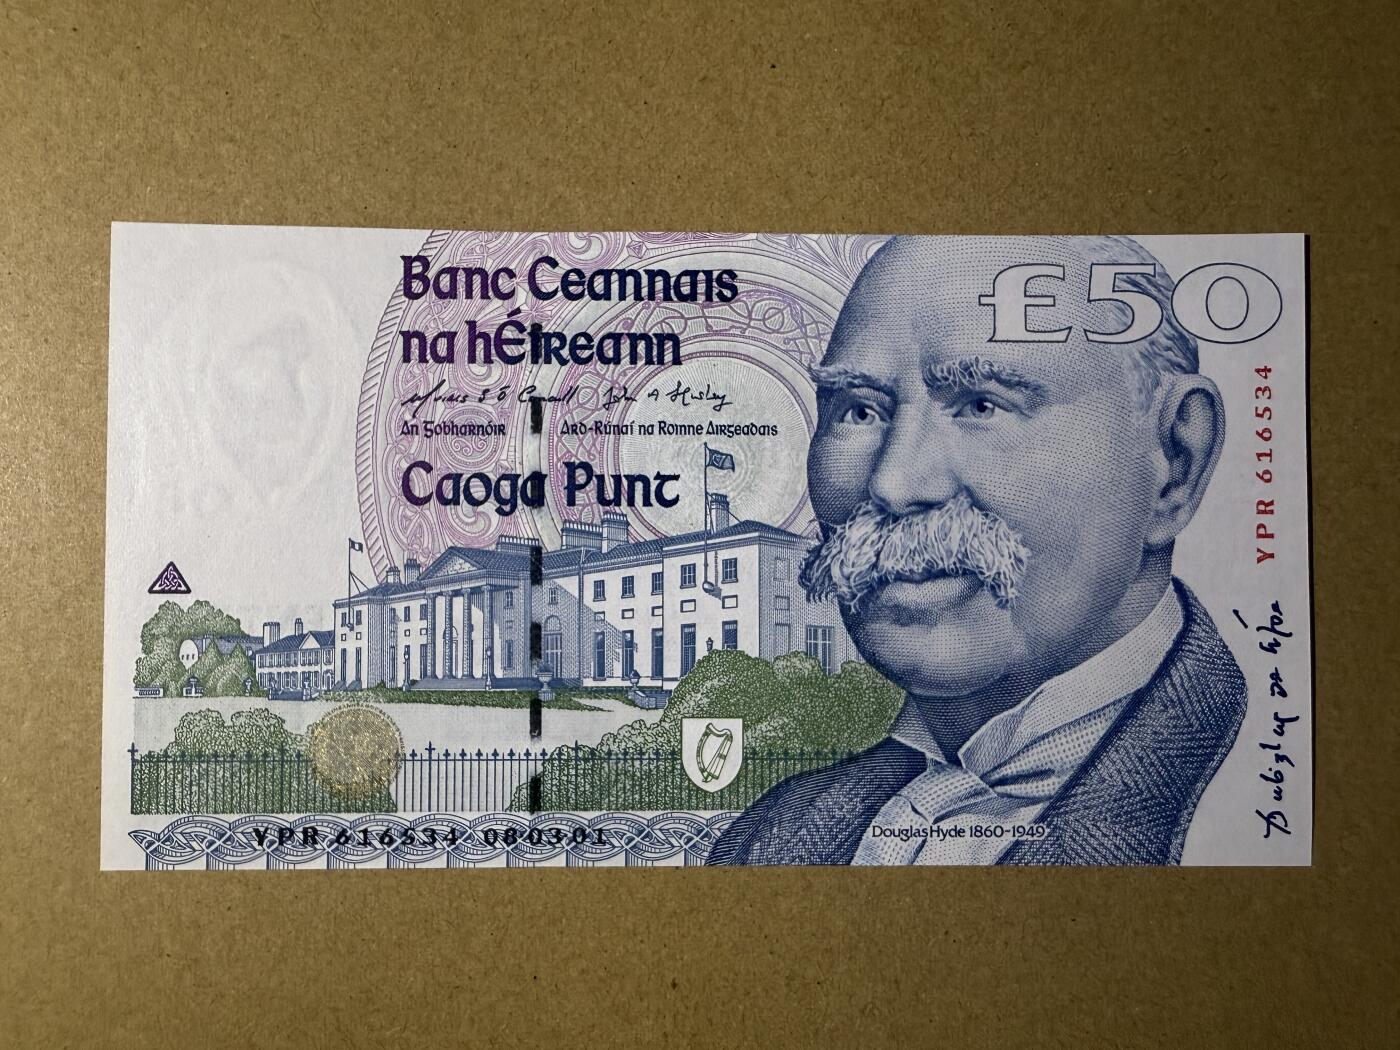 Banc Ceannais
na hÉireann
£50
An Gobharnóir
Ard-Rúnaí na Roinne Airgeadais
Caoga Punt
YPR 616534
YPR 616534 080301
Douglas Hyde 1860-1949